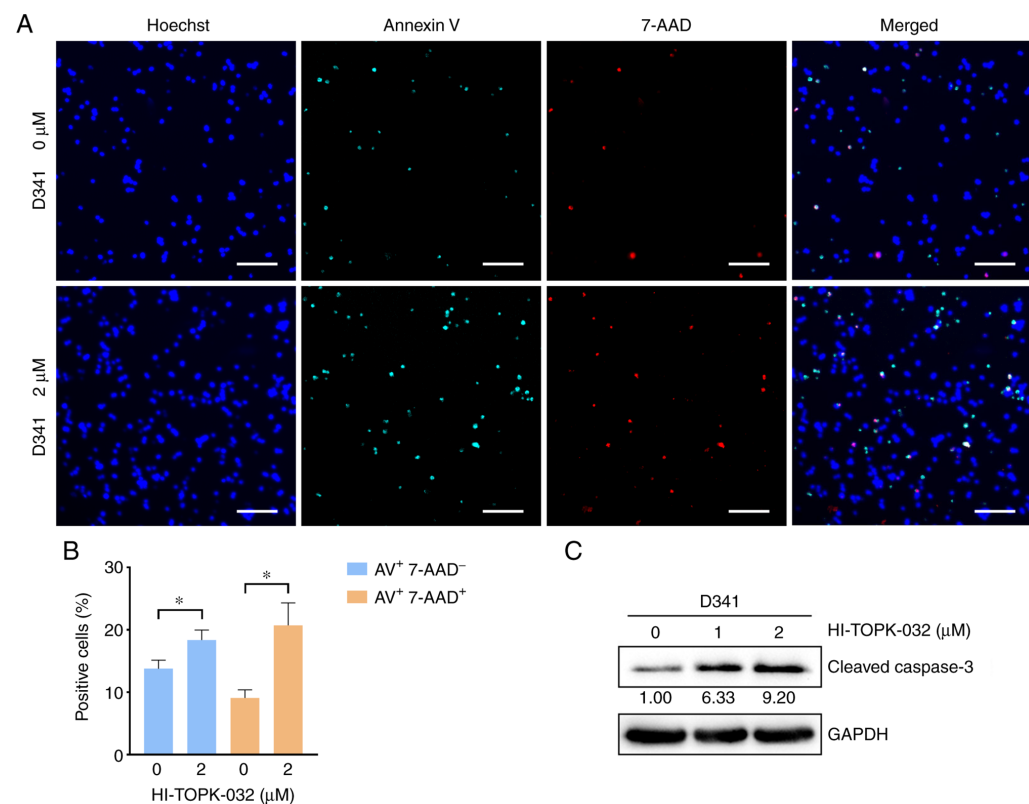 A
Hoechst Annexin V 7-AAD Merged
D341 0 μM
D341 2 μM
B
30
20
10
0
Positive cells (%)
* *
0 2 0 2
HI-TOPK-032 (μM)
AV⁺ 7-AAD⁻
AV⁺ 7-AAD⁺
C
D341
0 1 2 HI-TOPK-032 (μM)
Cleaved caspase-3
1.00 6.33 9.20
GAPDH